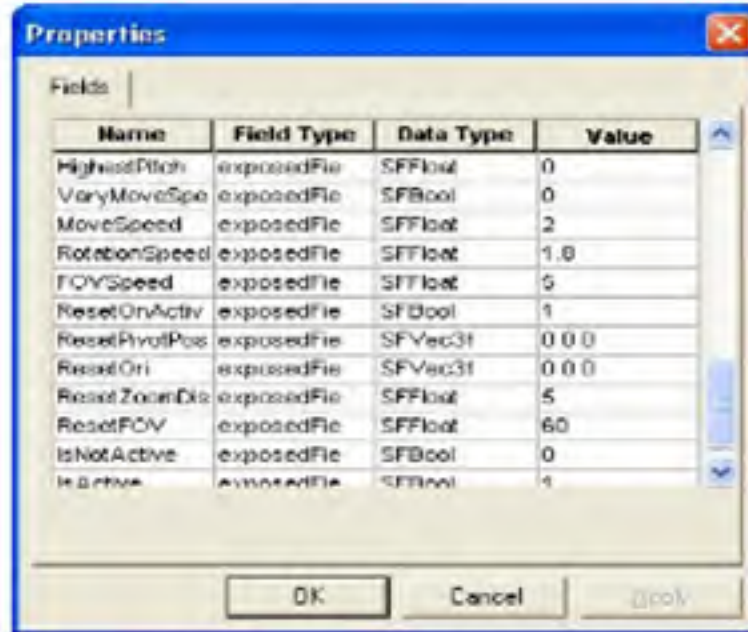 Properties
Fields
Name Field Type Data Type Value
HighestPitch exposedFie SFFloat 0
VaryMoveSpe exposedFie SFBool 0
MoveSpeed exposedFie SFFloat 2
RotationSpeed exposedFie SFFloat
FOVSpeed exposedFie SFFloat
ResetOnActiv exposedFie SFBool 1
ResetPivotPos exposedFie SFVec3f 0 0 0
ResetOri exposedFie SFVec3f 0 0 0
ResetZoomDis exposedFie SFFloat 5
ResetFOV exposedFie SFFloat 60
IsNotActive exposedFie SFBool 0
IsActive exposedFie SFBool 1
OK Cancel Apply